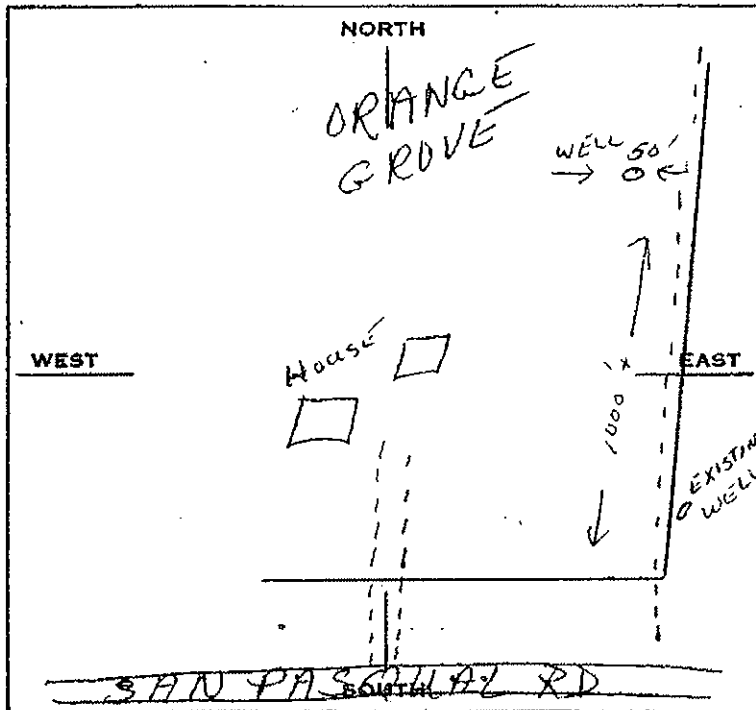 NORTH
ORANGE
GROVE
WELL 50'
WEST
House
EAST
1000'±
EXISTING
WELL
SAN PASQUAL RD
SOUTH